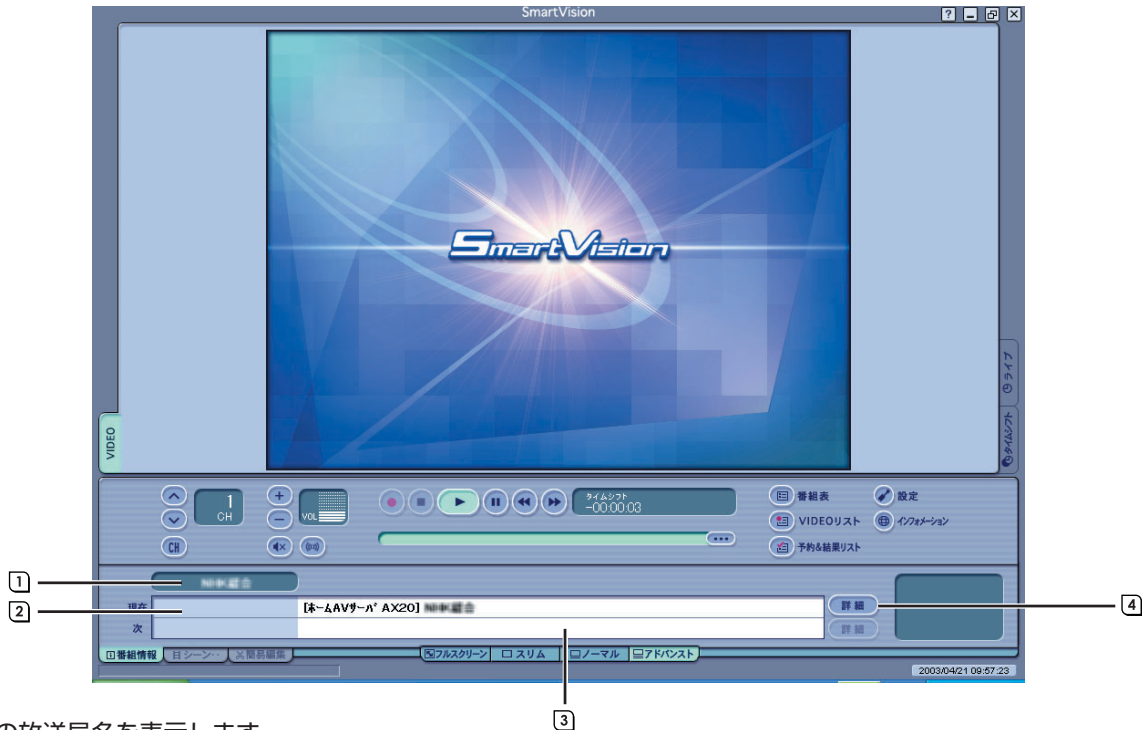 SmartVision
SmartVision
VIDEO
ライブ
タイムシフト
1
CH
VOL
CH
タイムシフト
-00:00:03
番組表
VIDEOリスト
予約&結果リスト
設定
インフォメーション
1
現在
[ホームAVサーバ AX20]
詳細
2
4
次
詳細
番組情報
シーン‥
簡易編集
フルスクリーン
スリム
ノーマル
アドバンスト
2003/04/21 09:57:23
3
の放送局名を表示します